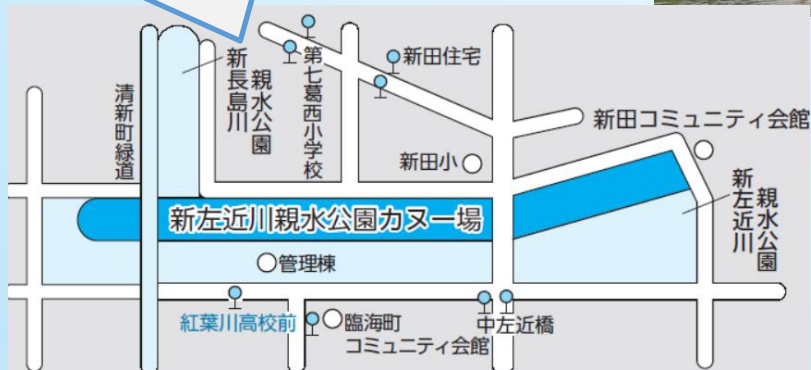 清新町緑道
新長島川
親水公園
第七葛西小学校
新田住宅
新田コミュニティ会館
新田小
新左近川
親水公園
新左近川親水公園カヌー場
管理棟
紅葉川高校前
臨海町
コミュニティ会館
中左近橋